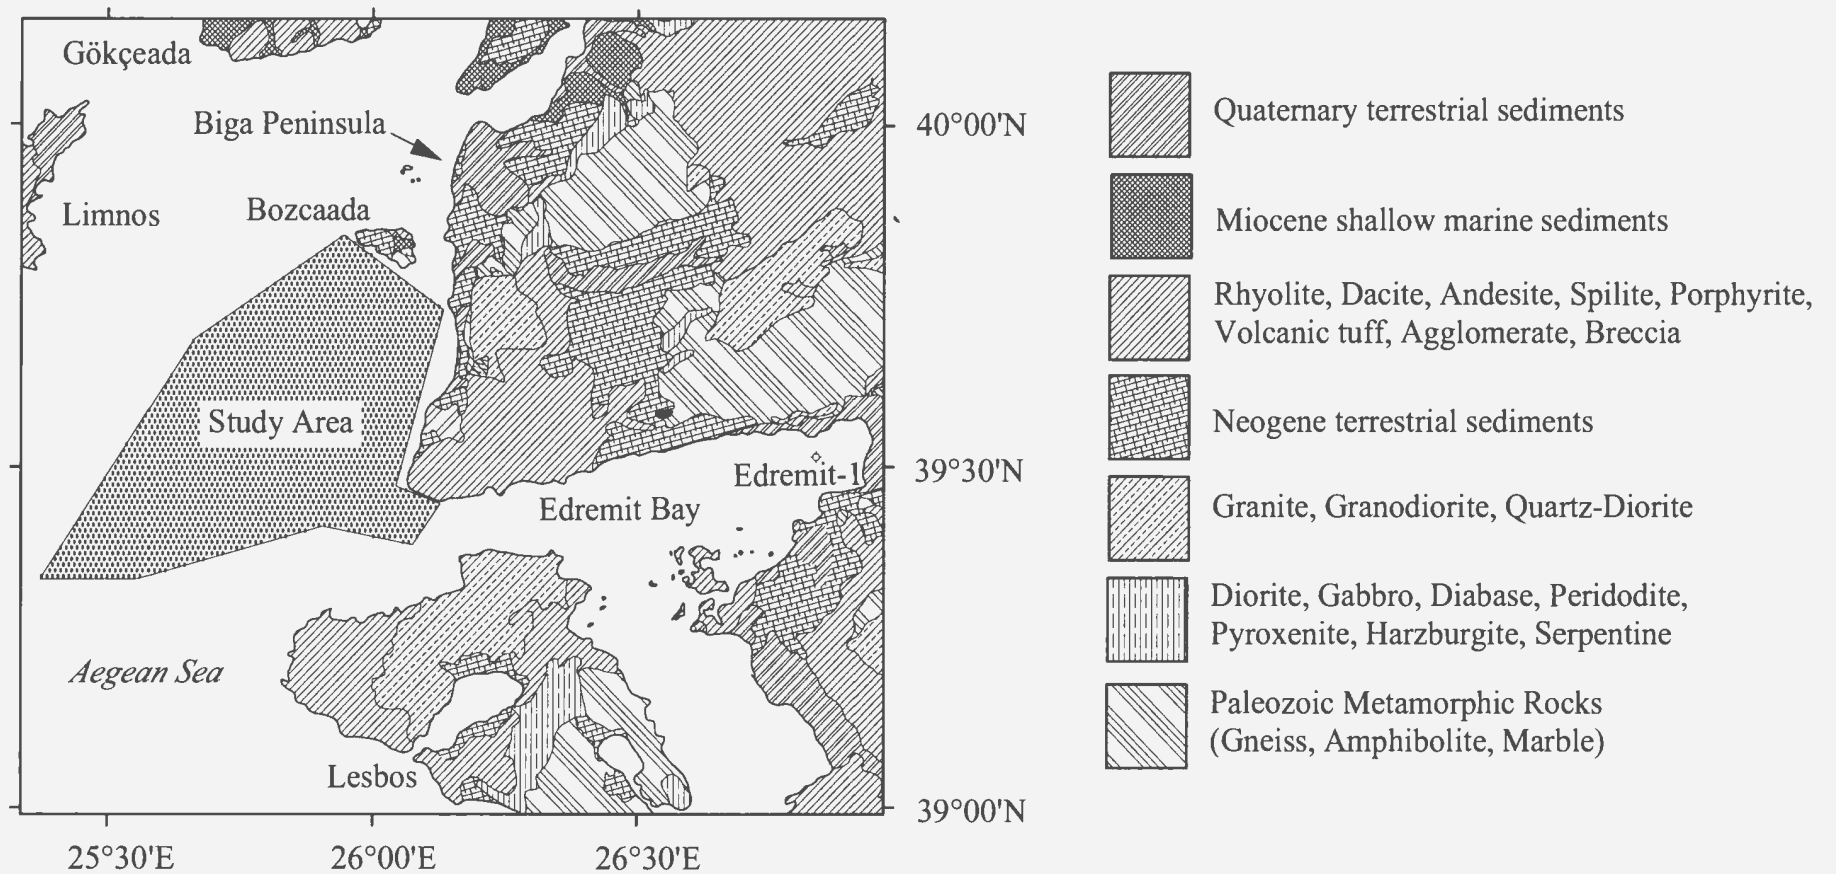 Gökçeada
Biga Peninsula
Limnos
Bozcaada
Study Area
Edremit-1
Edremit Bay
Aegean Sea
Lesbos
40°00'N
39°30'N
39°00'N
25°30'E
26°00'E
26°30'E
Quaternary terrestrial sediments
Miocene shallow marine sediments
Rhyolite, Dacite, Andesite, Spilite, Porphyrite,
Volcanic tuff, Agglomerate, Breccia
Neogene terrestrial sediments
Granite, Granodiorite, Quartz-Diorite
Diorite, Gabbro, Diabase, Peridodite,
Pyroxenite, Harzburgite, Serpentine
Paleozoic Metamorphic Rocks
(Gneiss, Amphibolite, Marble)